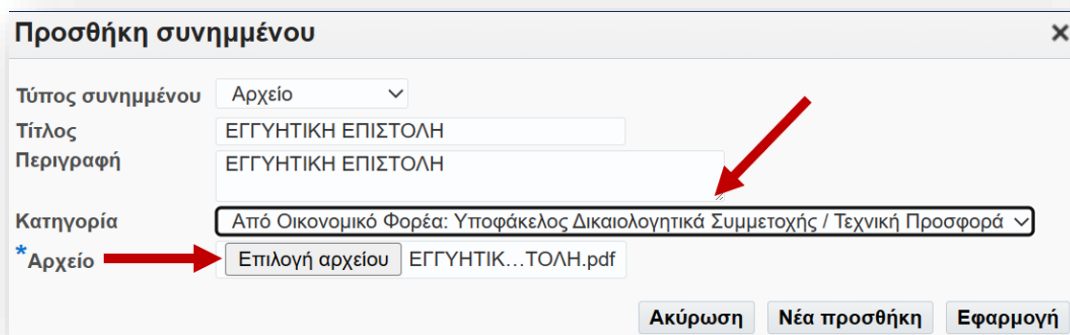 Προσθήκη συνημμένου ×
Τύπος συνημμένου Αρχείο
Τίτλος ΕΓΓΥΗΤΙΚΗ ΕΠΙΣΤΟΛΗ
Περιγραφή ΕΓΓΥΗΤΙΚΗ ΕΠΙΣΤΟΛΗ
Κατηγορία Από Οικονομικό Φορέα: Υποφάκελος Δικαιολογητικά Συμμετοχής / Τεχνική Προσφορά
*Αρχείο Επιλογή αρχείου ΕΓΓΥΗΤΙΚ…ΤΟΛΗ.pdf
Ακύρωση Νέα προσθήκη Εφαρμογή